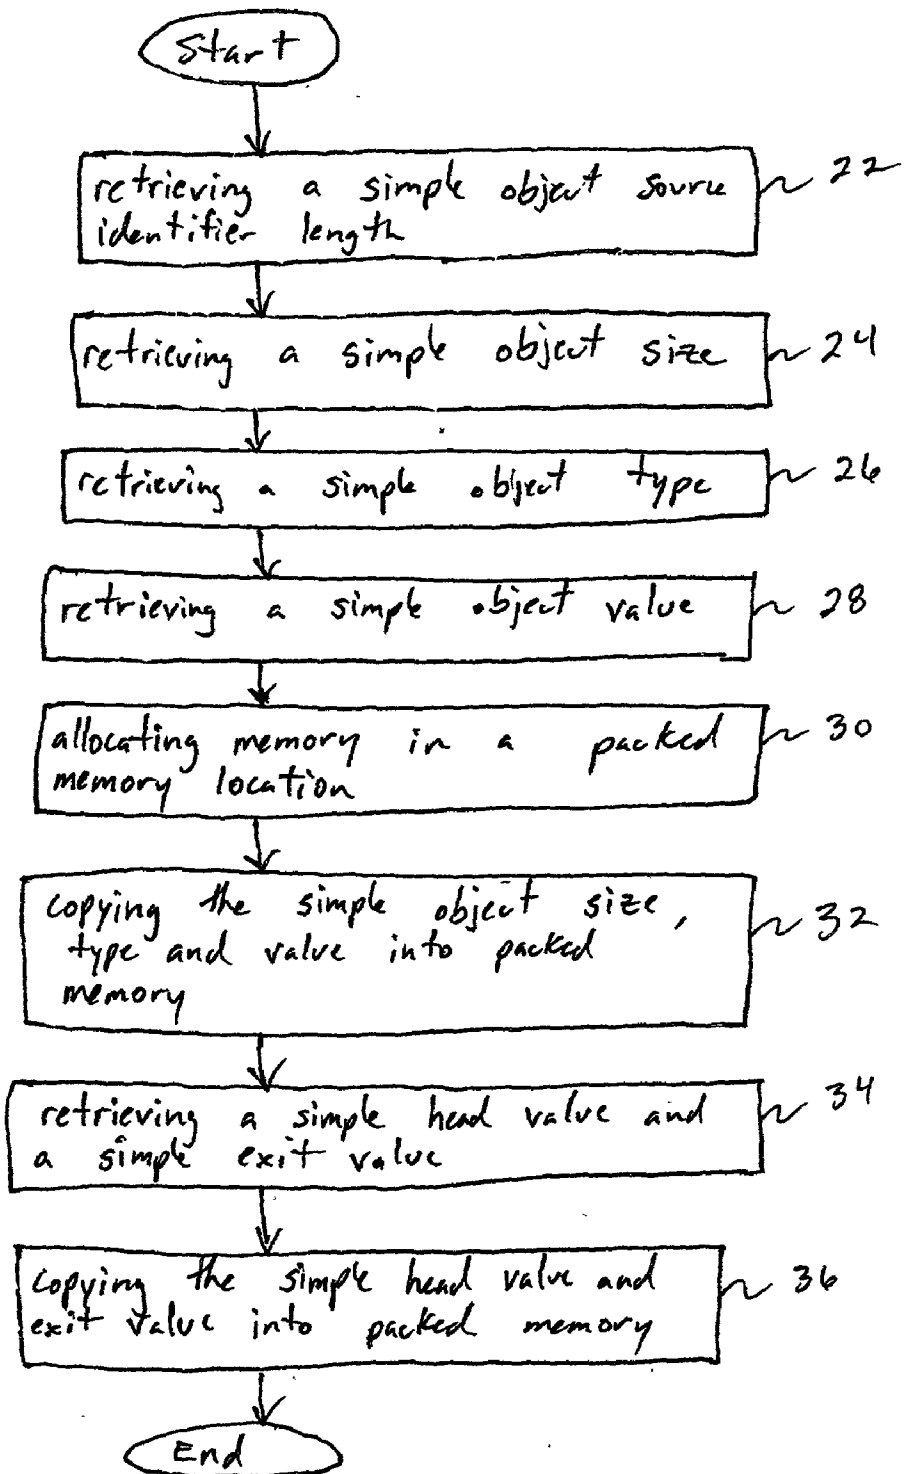 Start
retrieving a simple object source
identifier length
22
retrieving a simple object size
24
retrieving a simple object type
26
retrieving a simple object value
28
allocating memory in a packed
memory location
30
copying the simple object size,
type and value into packed
memory
32
retrieving a simple head value and
a simple exit value
34
copying the simple head value and
exit value into packed memory
36
End